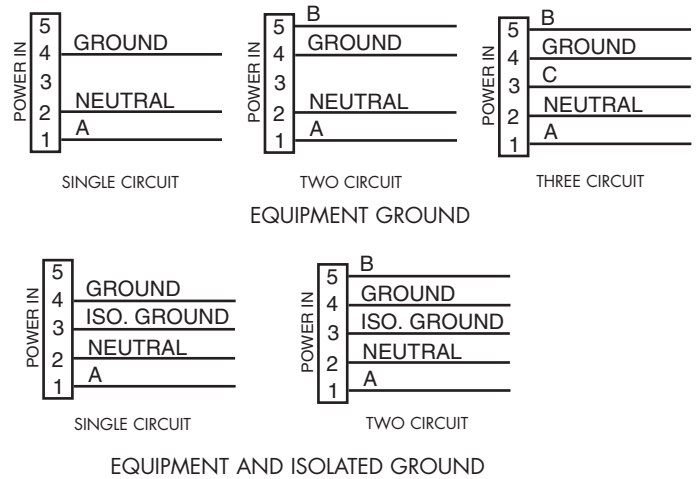 POWER IN
5
4 GROUND
3
2 NEUTRAL
1 A
SINGLE CIRCUIT
POWER IN
5 B
4 GROUND
3
2 NEUTRAL
1 A
TWO CIRCUIT
POWER IN
5 B
4 GROUND
3 C
2 NEUTRAL
1 A
THREE CIRCUIT
EQUIPMENT GROUND
POWER IN
5
4 GROUND
3 ISO. GROUND
2 NEUTRAL
1 A
SINGLE CIRCUIT
POWER IN
5 B
4 GROUND
3 ISO. GROUND
2 NEUTRAL
1 A
TWO CIRCUIT
EQUIPMENT AND ISOLATED GROUND